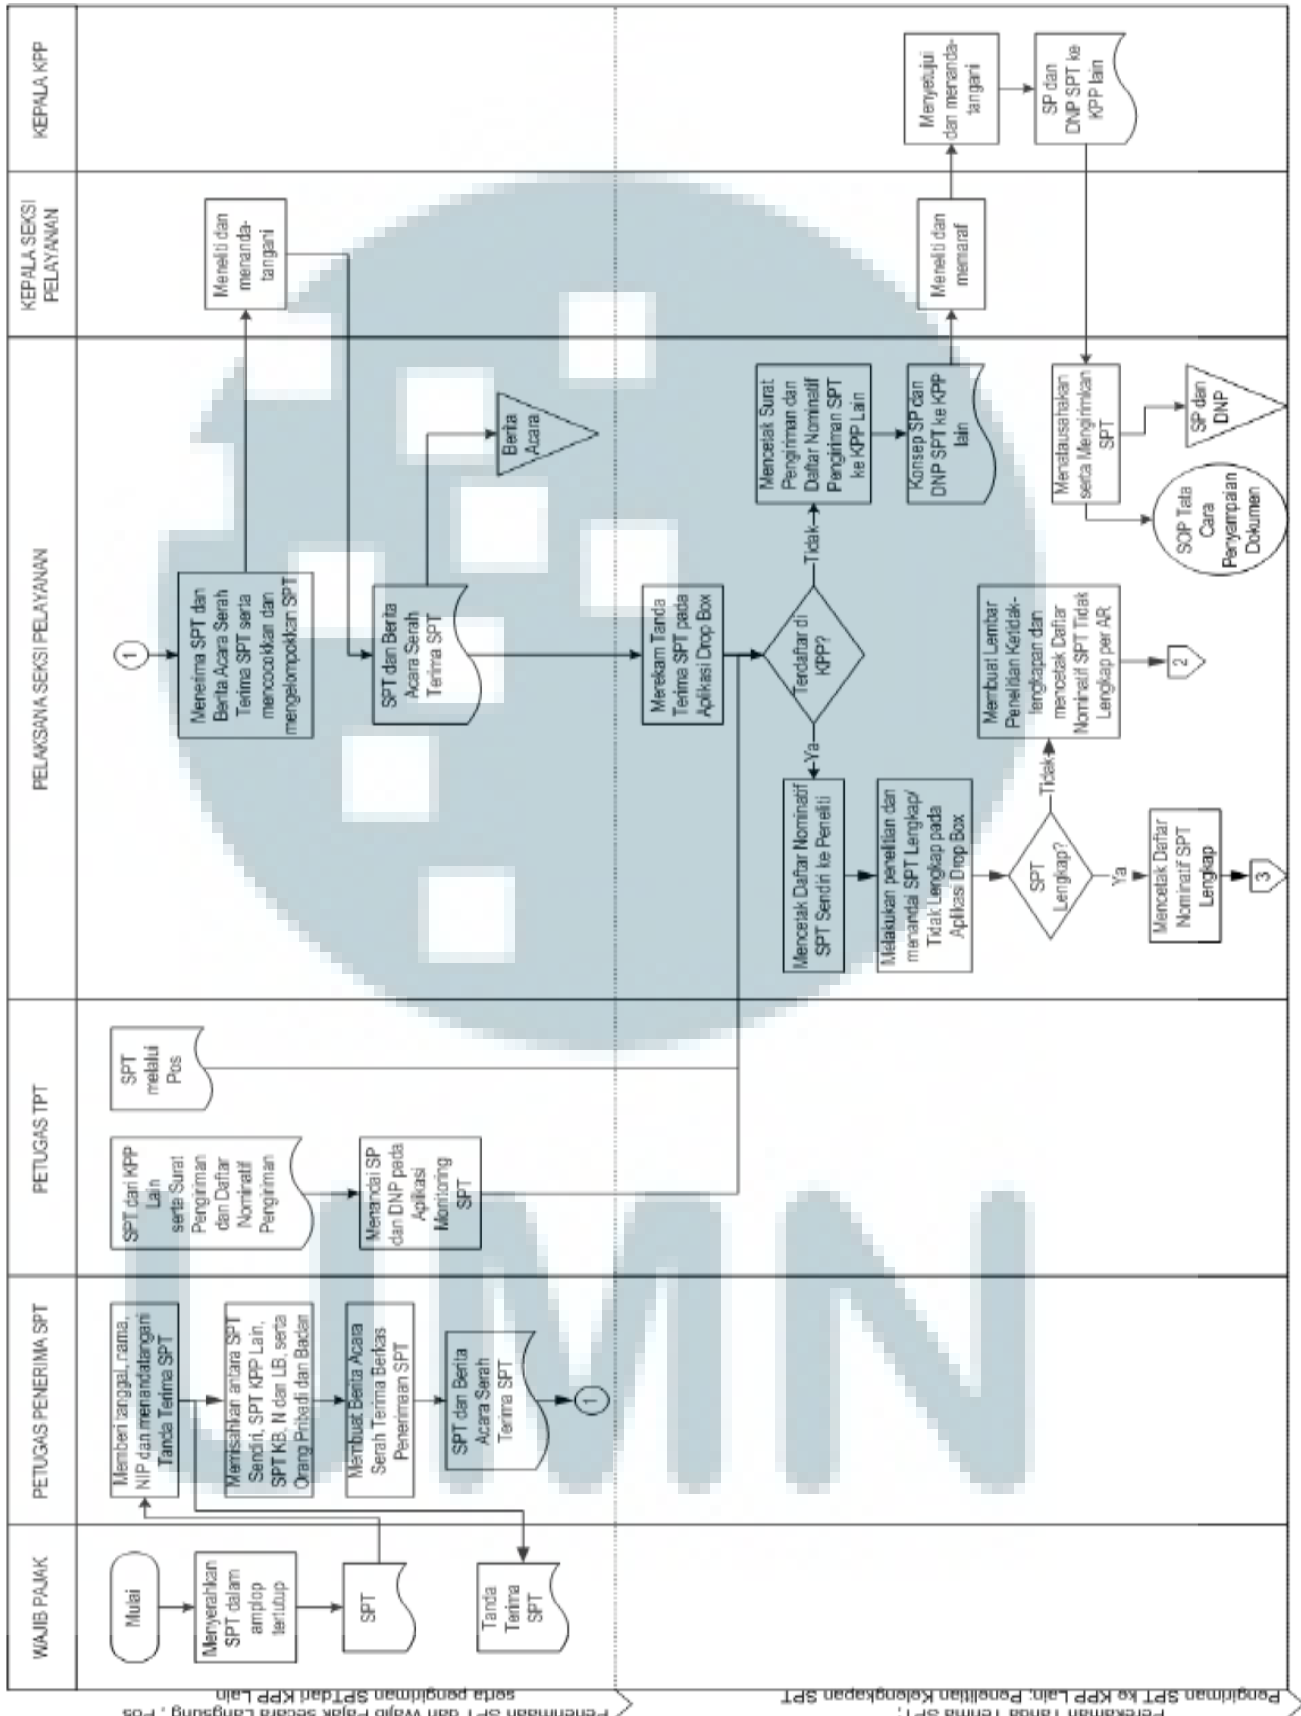 WAJIB PAJAK
PETUGAS PENERIMA SPT
PETUGAS TPT
PELAKSANA SEKSI PELAYANAN
KEPALA SEKSI
PELAYANAN
KEPALA KPP
Mulai
Menyerahkan
SPT dalam
amplop
tertutup
SPT
Tanda
Terima
SPT
Memberi tanggal, nama,
NIP dan menandatangani
Tanda Terima SPT
Memisahkan antara SPT
Sendiri, SPT KPP Lain,
SPT KB, N dan LB, serta
Orang Pribadi dan Badan
Membuat Berita Acara
Serah Terima Berkas
Penerimaan SPT
SPT dan Berita
Acara Serah
Terima SPT
1
SPT dari KPP
Lain
serta Surat
Pengiriman
dan Daftar
Nominatif
Pengiriman
Menandai SP
dan DNP pada
Aplikasi
Monitoring
SPT
SPT
melalui
Pos
1
Menerima SPT dan
Berita Acara Serah
Terima SPT serta
mencocokkan dan
mengelompokkan SPT
Meneliti dan
menanda-
tangani
SPT dan Berita
Acara Serah
Terima SPT
Berita
Acara
Merekam Tanda
Terima SPT pada
Aplikasi Drop Box
Terdaftar di
KPP?
Ya
Tidak
Mencetak Daftar Nominatif
SPT Sendiri ke Peneliti
Melakukan penelitian dan
menandai SPT Lengkap/
Tidak Lengkap pada
Aplikasi Drop Box
SPT
Lengkap?
Ya
Tidak
Mencetak Daftar
Nominatif SPT
Lengkap
3
Membuat Lembar
Penelitian Ketidak-
lengkapan dan
mencetak Daftar
Nominatif SPT Tidak
Lengkap per AR
2
Mencetak Surat
Pengiriman dan
Daftar Nominatif
Pengiriman SPT
ke KPP Lain
Konsep SP dan
DNP SPT ke KPP
lain
Meneliti dan
memaraf
Menyetujui
dan menanda-
tangani
SP dan
DNP SPT ke
KPP lain
Menatausahakan
serta Mengirimkan
SPT
SP dan
DNP
SOP Tata
Cara
Penyampaian
Dokumen
UMN